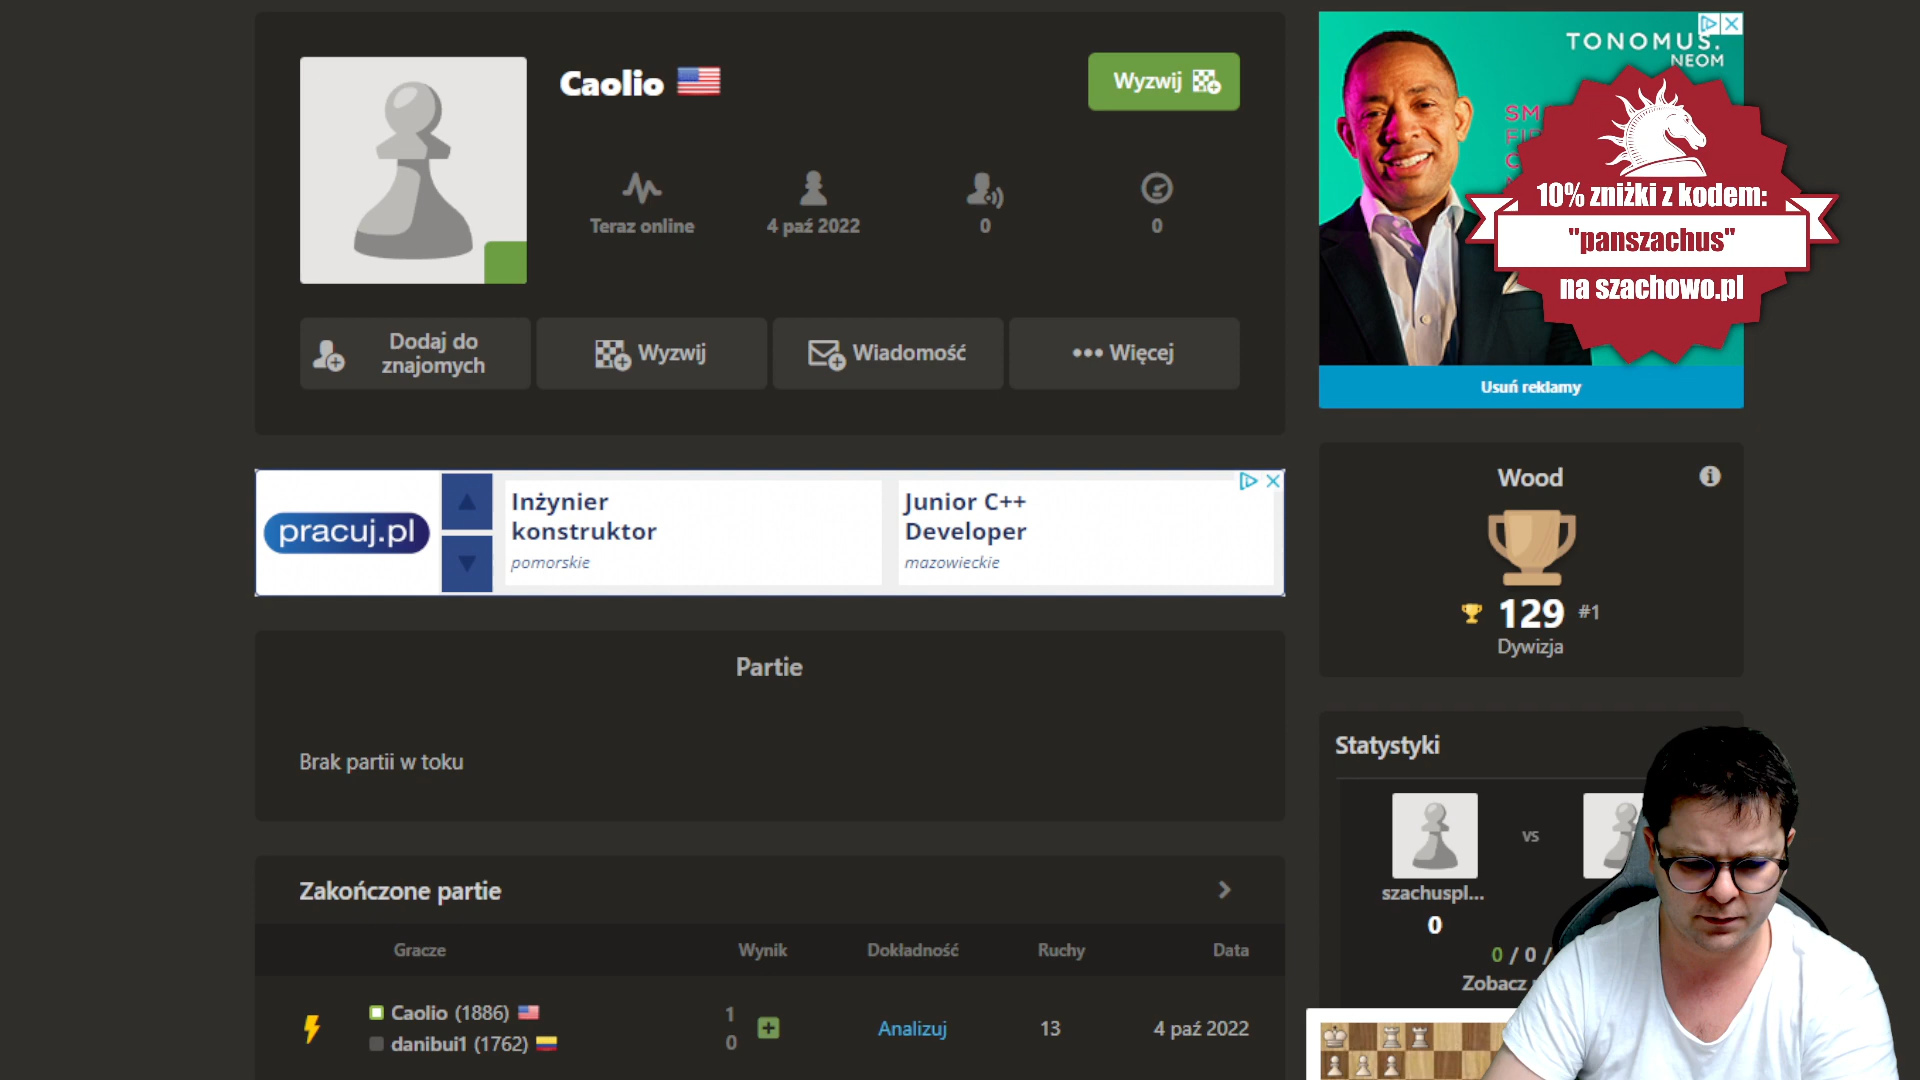 Caolio
Wyzwij
Teraz online
4 paź 2022
0
0
Dodaj do
znajomych
Wyzwij
Wiadomość
Więcej
TONOMUS.
NEOM
10% zniżki z kodem:
"panszachus"
na szachowo.pl
Usuń reklamy
pracuj.pl
Inżynier
konstruktor
pomorskie
Junior C++
Developer
mazowieckie
Wood
129 #1
Dywizja
Partie
Brak partii w toku
Statystyki
vs
szachuspl...
0
0 / 0 /
Zobacz
Zakończone partie
Gracze Wynik Dokładność Ruchy Data
Caolio (1886) 1
danibui1 (1762) 0
Analizuj 13 4 paź 2022